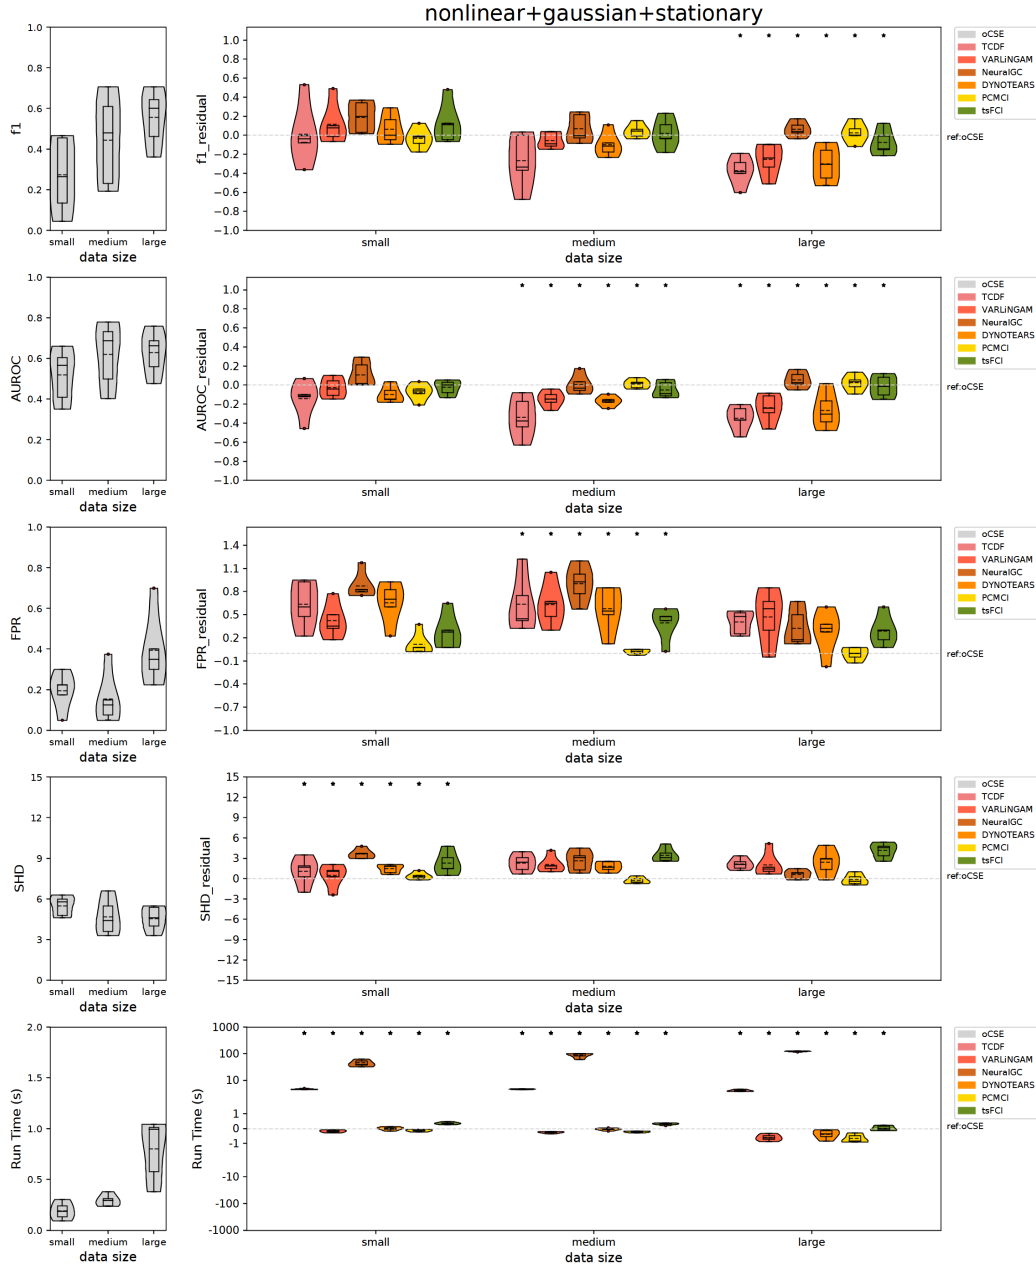 nonlinear+gaussian+stationary
1.0
0.8
0.6
0.4
0.2
0.0
f1
small
medium
large
data size
1.0
0.8
0.6
0.4
0.2
0.0
−0.2
−0.4
−0.6
−0.8
−1.0
f1_residual
small
medium
large
data size
oCSE
TCDF
VARLiNGAM
NeuralGC
DYNOTEARS
PCMCI
tsFCI
ref:oCSE
1.0
0.8
0.6
0.4
0.2
0.0
AUROC
small
medium
large
data size
1.0
0.8
0.6
0.4
0.2
0.0
−0.2
−0.4
−0.6
−0.8
−1.0
AUROC_residual
small
medium
large
data size
oCSE
TCDF
VARLiNGAM
NeuralGC
DYNOTEARS
PCMCI
tsFCI
ref:oCSE
1.0
0.8
0.6
0.4
0.2
0.0
FPR
small
medium
large
data size
1.4
1.1
0.8
0.5
0.2
−0.1
−0.4
−0.7
−1.0
FPR_residual
small
medium
large
data size
oCSE
TCDF
VARLiNGAM
NeuralGC
DYNOTEARS
PCMCI
tsFCI
ref:oCSE
15
12
9
6
3
0
SHD
small
medium
large
data size
15
12
9
6
3
0
−3
−6
−9
−12
−15
SHD_residual
small
medium
large
data size
oCSE
TCDF
VARLiNGAM
NeuralGC
DYNOTEARS
PCMCI
tsFCI
ref:oCSE
2.0
1.5
1.0
0.5
0.0
Run Time (s)
small
medium
large
data size
1000
100
10
1
0
-1
-10
-100
-1000
Run Time (s)
small
medium
large
data size
oCSE
TCDF
VARLiNGAM
NeuralGC
DYNOTEARS
PCMCI
tsFCI
ref:oCSE